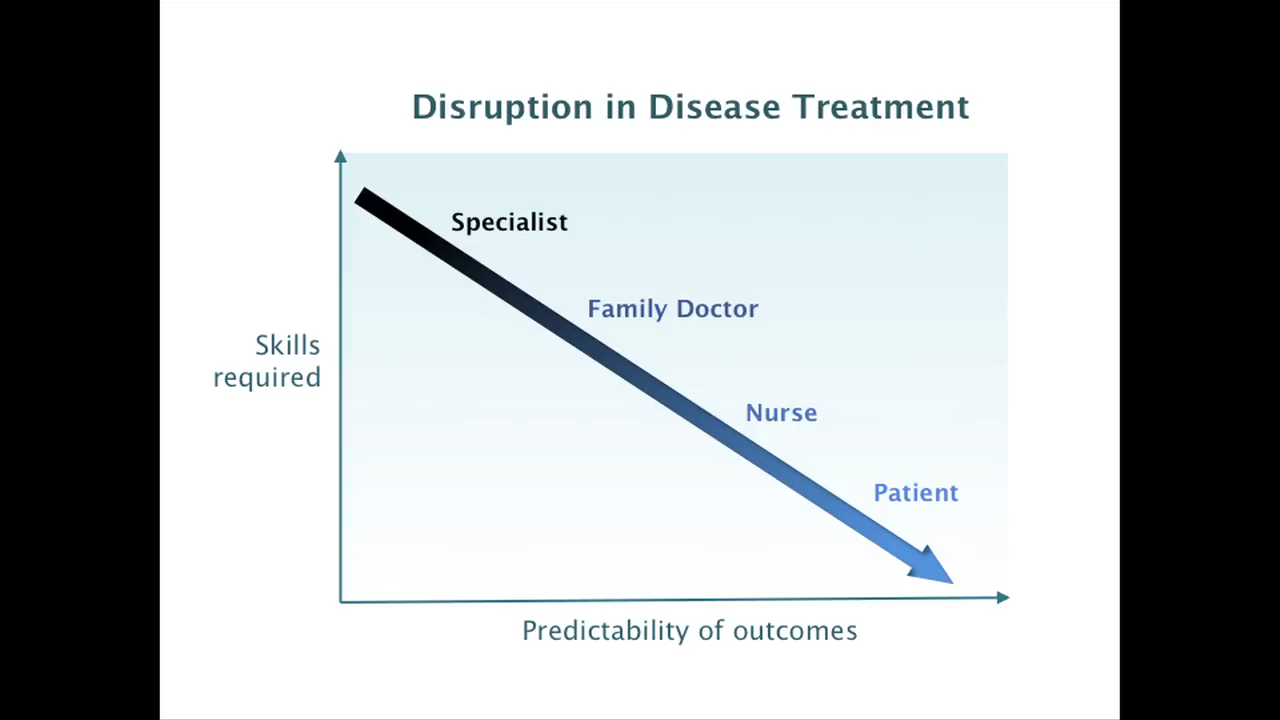 Disruption in Disease Treatment
Specialist
Family Doctor
Skills
required
Nurse
Patient
Predictability of outcomes